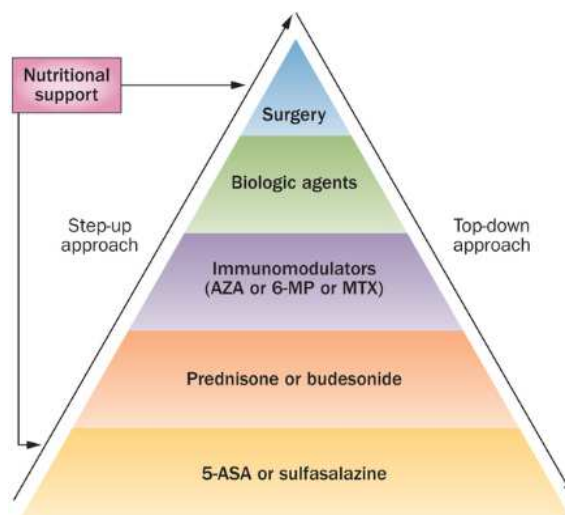 Nutritional
support
Surgery
Biologic agents
Step-up
approach
Top-down
approach
Immunomodulators
(AZA or 6-MP or MTX)
Prednisone or budesonide
5-ASA or sulfasalazine